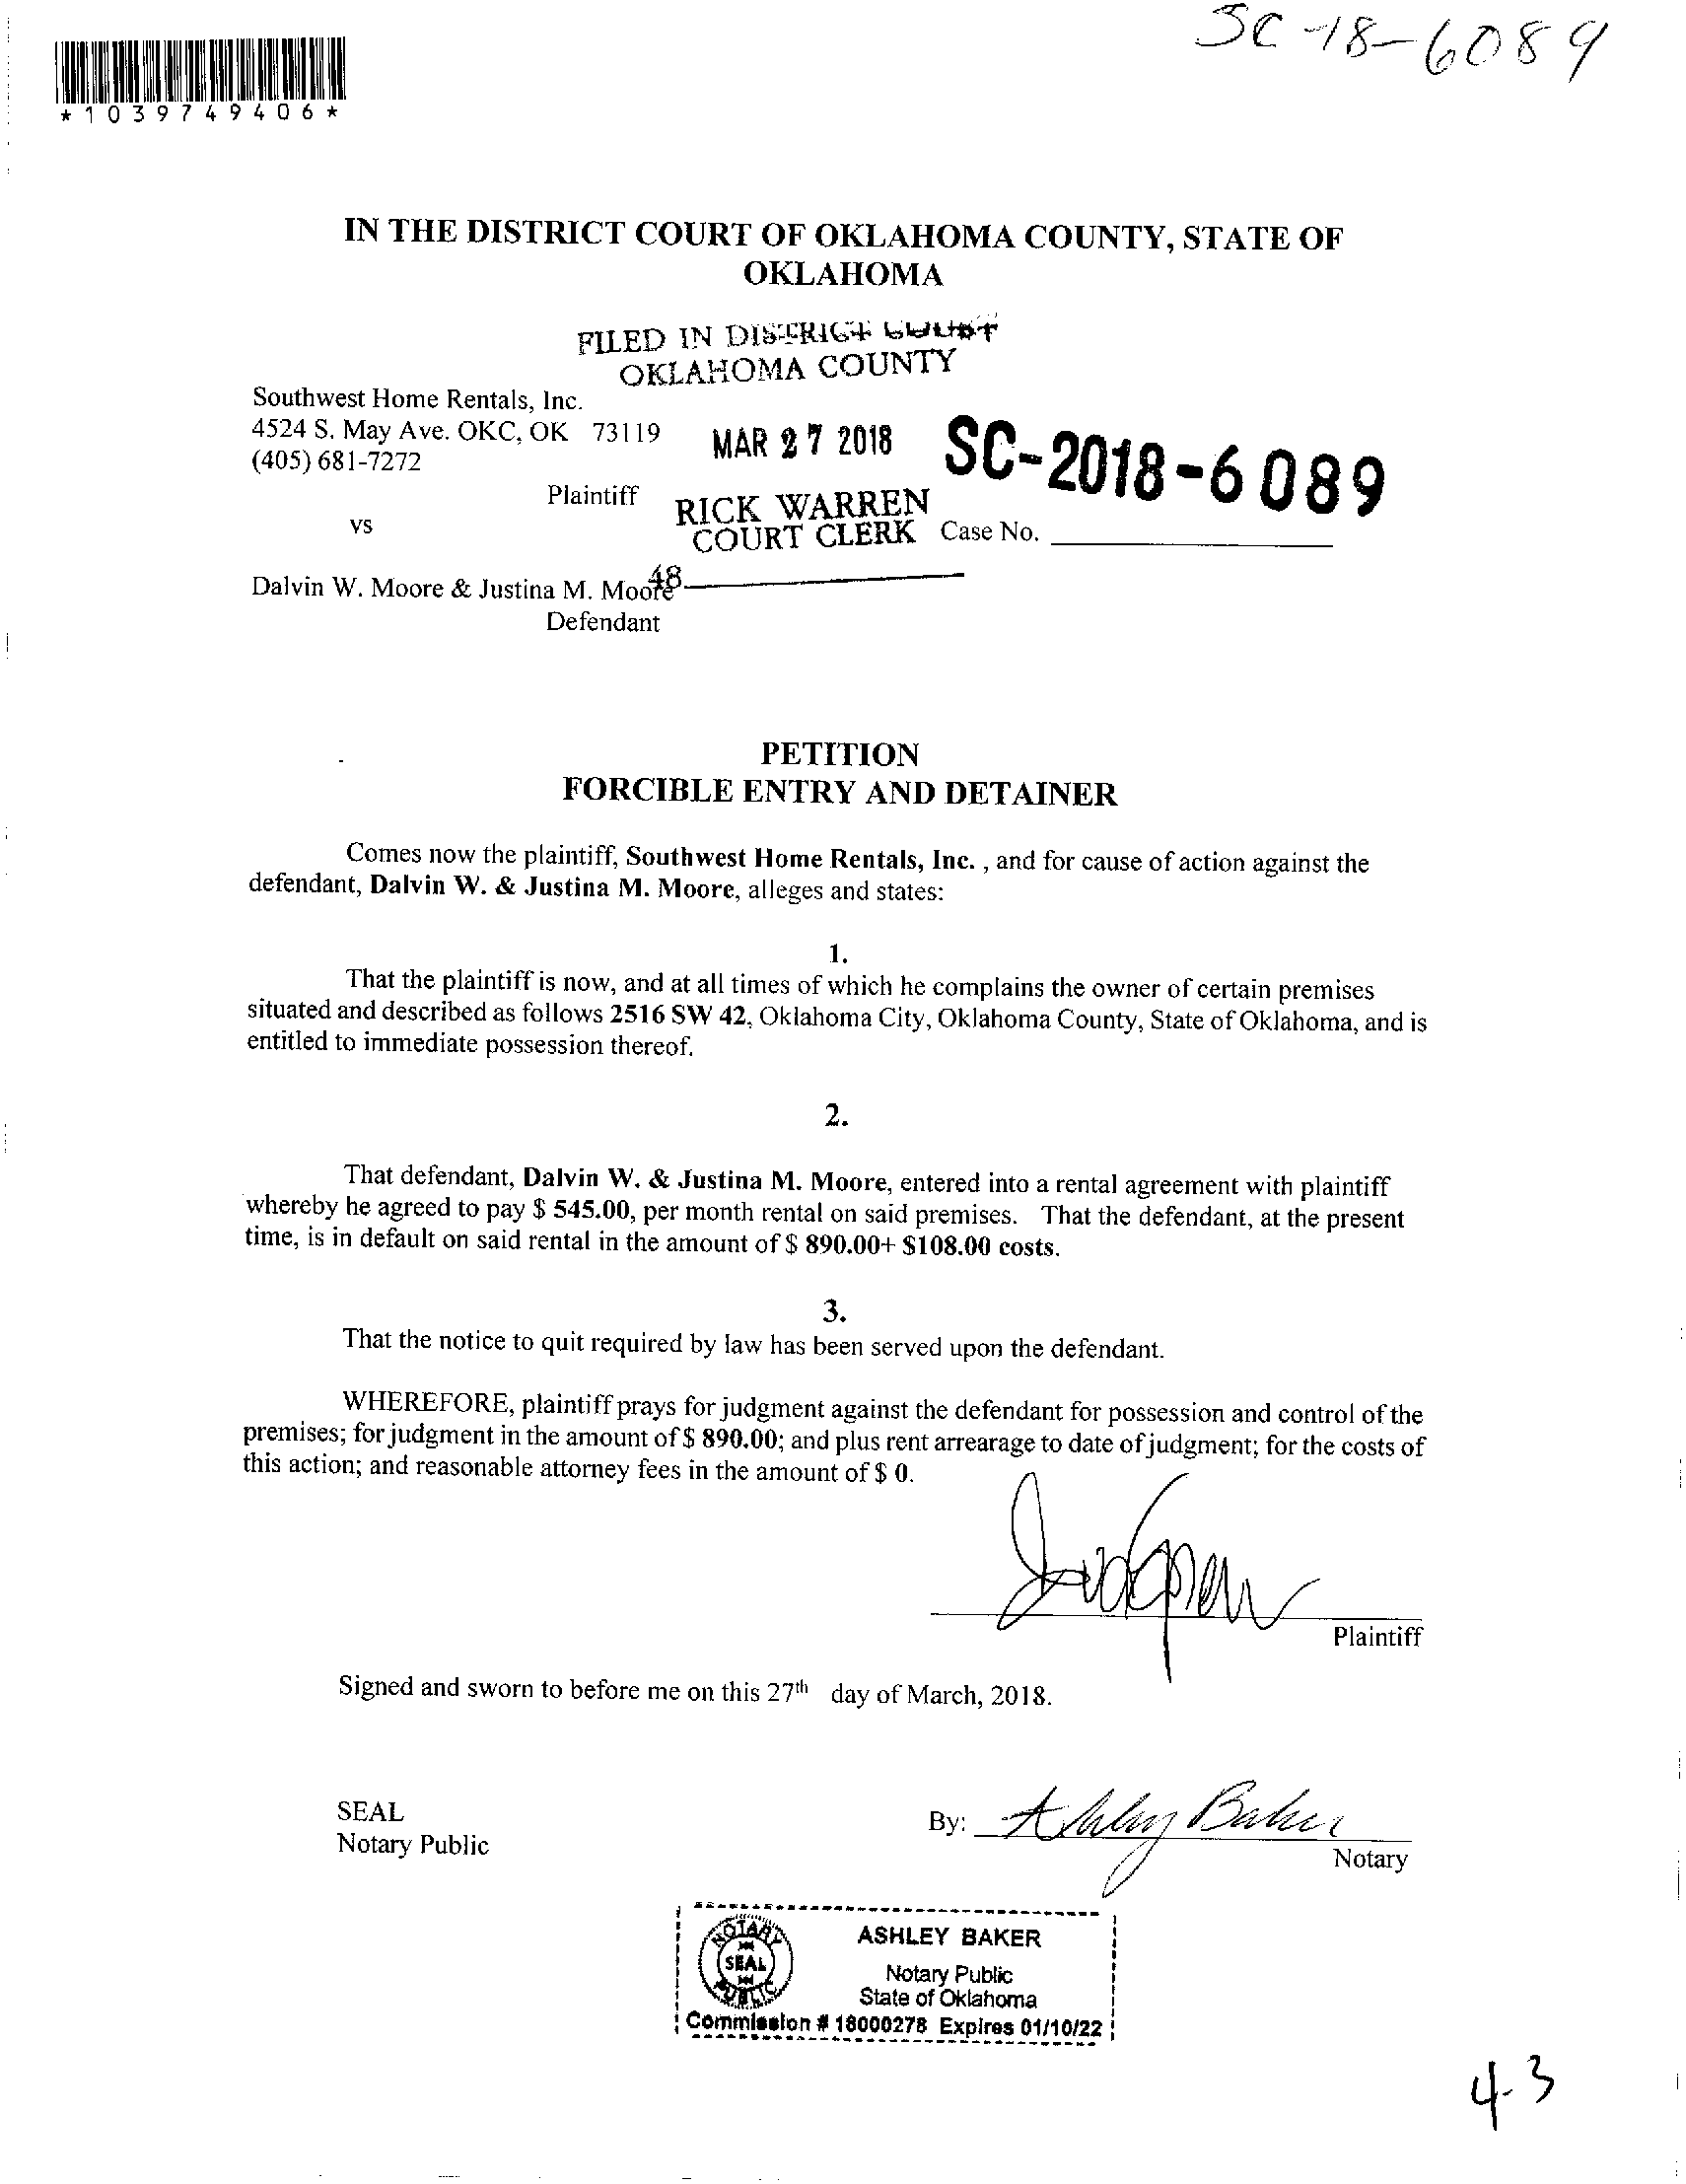 SC-18-6089
*1039749406*
IN THE DISTRICT COURT OF OKLAHOMA COUNTY, STATE OF
OKLAHOMA
FILED IN DISTRICT COURT
OKLAHOMA COUNTY
Southwest Home Rentals, Inc.
4524 S. May Ave. OKC, OK 73119
(405) 681-7272
MAR 27 2018
SC-2018-6089
Plaintiff
RICK WARREN
COURT CLERK
vs
Case No.
48
Dalvin W. Moore & Justina M. Moore
Defendant
PETITION
FORCIBLE ENTRY AND DETAINER
Comes now the plaintiff, Southwest Home Rentals, Inc. , and for cause of action against the
defendant, Dalvin W. & Justina M. Moore, alleges and states:
1.
That the plaintiff is now, and at all times of which he complains the owner of certain premises
situated and described as follows 2516 SW 42, Oklahoma City, Oklahoma County, State of Oklahoma, and is
entitled to immediate possession thereof.
2.
That defendant, Dalvin W. & Justina M. Moore, entered into a rental agreement with plaintiff
whereby he agreed to pay $ 545.00, per month rental on said premises. That the defendant, at the present
time, is in default on said rental in the amount of $ 890.00+ $108.00 costs.
3.
That the notice to quit required by law has been served upon the defendant.
WHEREFORE, plaintiff prays for judgment against the defendant for possession and control of the
premises; for judgment in the amount of $ 890.00; and plus rent arrearage to date of judgment; for the costs of
this action; and reasonable attorney fees in the amount of $ 0.
Plaintiff
Signed and sworn to before me on this 27th day of March, 2018.
SEAL
Notary Public
By: Ashley Baker
Notary
NOTARY
SEAL
PUBLIC
ASHLEY BAKER
Notary Public
State of Oklahoma
Commission # 18000278 Expires 01/10/22
4-3